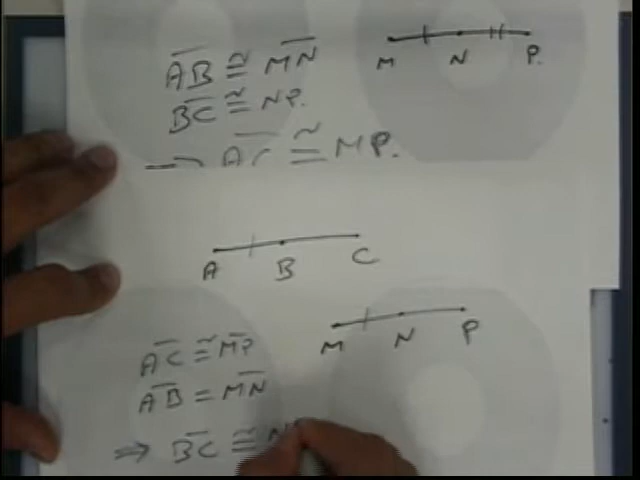 AB ≅ MN
M N P.
BC ≅ NP.
→ AC ≅ MP.
A B C
M N P
AC ≅ MP
AB = MN
⇒ BC ≅ N